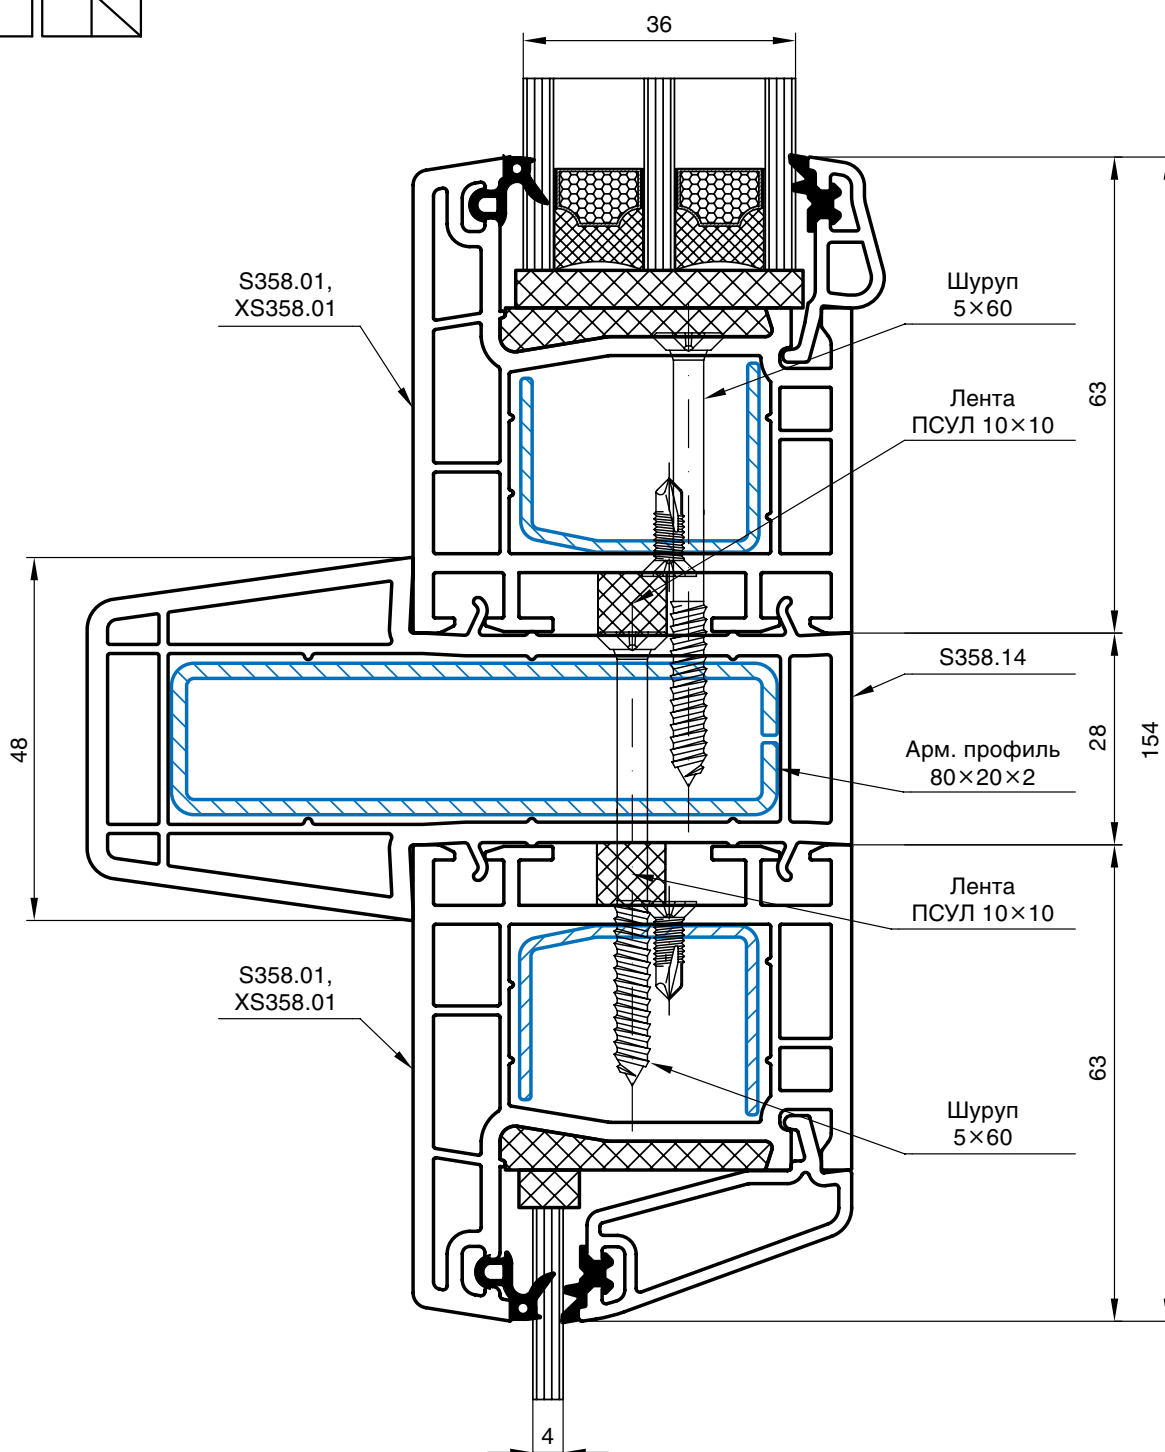 36
S358.01,
XS358.01
Шуруп
5×60
Лента
ПСУЛ 10×10
63
48
S358.14
28
154
Арм. профиль
80×20×2
Лента
ПСУЛ 10×10
S358.01,
XS358.01
63
Шуруп
5×60
4